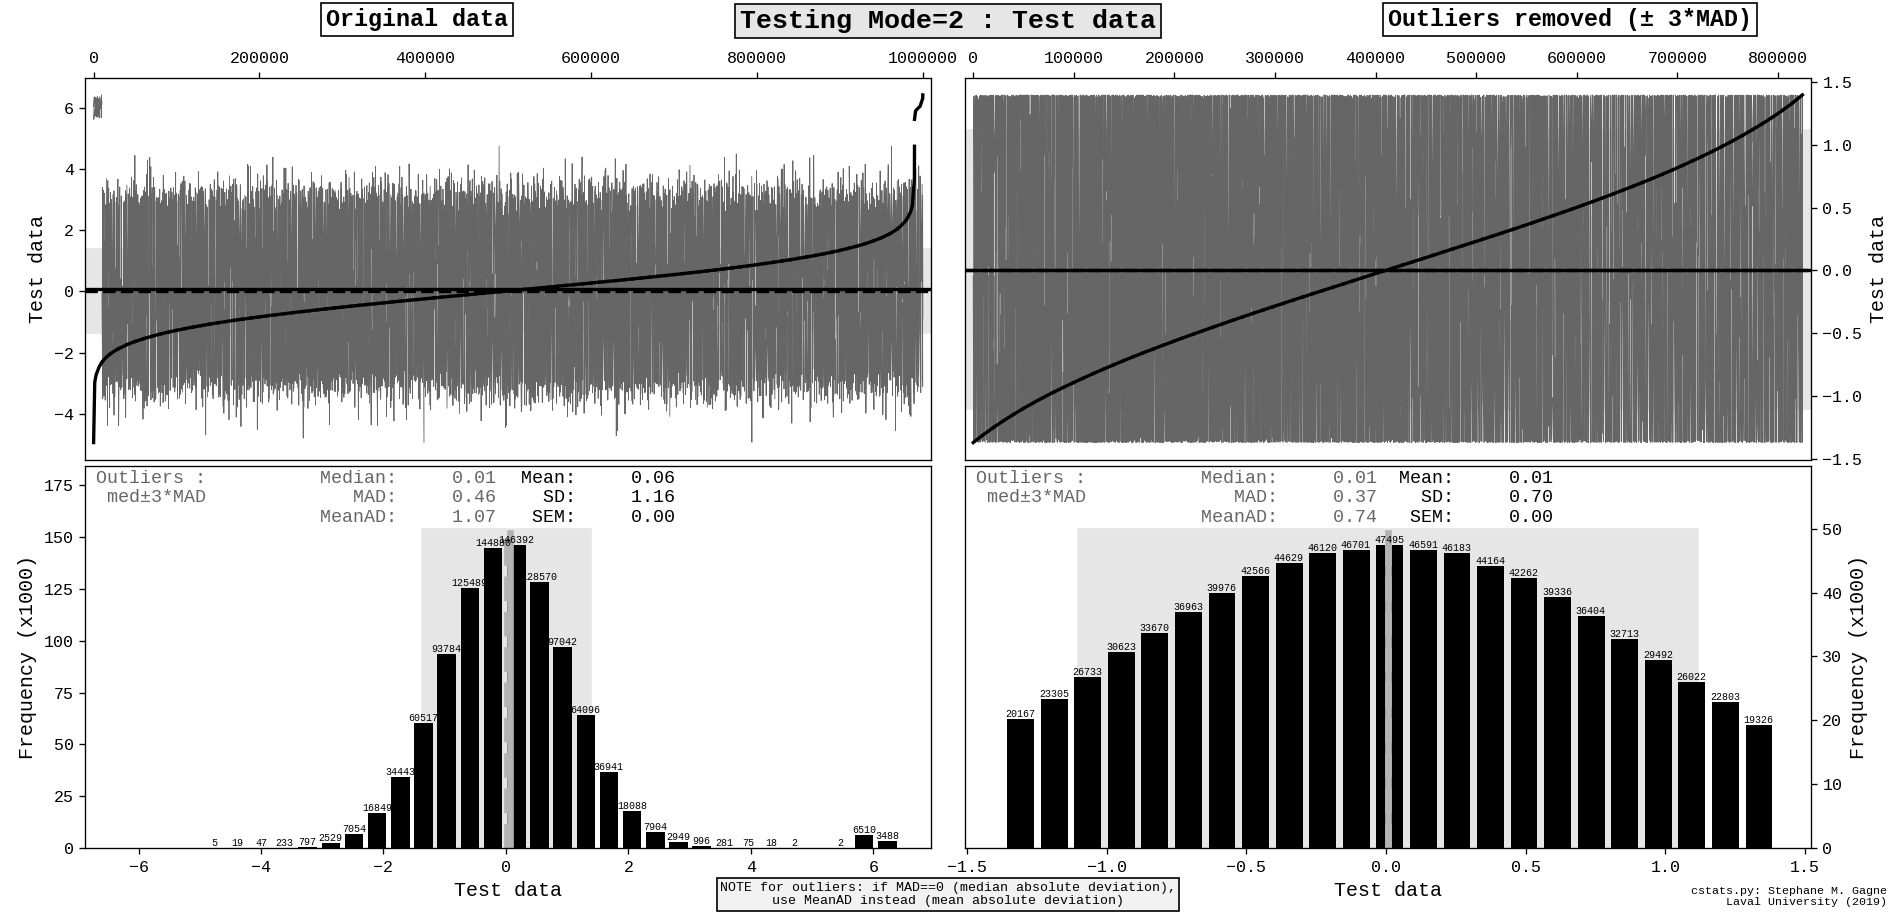 Original data
Testing Mode=2 : Test data
Outliers removed (± 3*MAD)
0 200000 400000 600000 800000 1000000
0 100000 200000 300000 400000 500000 600000 700000 800000
6
4
2
0
−2
−4
Test data
1.5
1.0
0.5
0.0
−0.5
−1.0
−1.5
Test data
Outliers : Median: 0.01 Mean: 0.06
med±3*MAD MAD: 0.46 SD: 1.16
MeanAD: 1.07 SEM: 0.00
175
150
125
100
75
50
25
0
Frequency (x1000)
5 19 47 233 797 2529 7054 16849 34443 60517 93784 125489 146392 128570 97042 64096 36941 18088 7904 2949 996 281 75 18 2 2 6510 3488
−6 −4 −2 0 2 4 6
Test data
Outliers : Median: 0.01 Mean: 0.01
med±3*MAD MAD: 0.37 SD: 0.70
MeanAD: 0.74 SEM: 0.00
20167 23305 26733 30623 33670 36963 39976 42566 44629 46120 46701 47495 46591 46183 44164 42262 39336 36404 32713 29492 26022 22803 19326
50
40
30
20
10
0
Frequency (x1000)
−1.5 −1.0 −0.5 0.0 0.5 1.0 1.5
Test data
NOTE for outliers: if MAD==0 (median absolute deviation),
use MeanAD instead (mean absolute deviation)
cstats.py: Stephane M. Gagne
Laval University (2019)